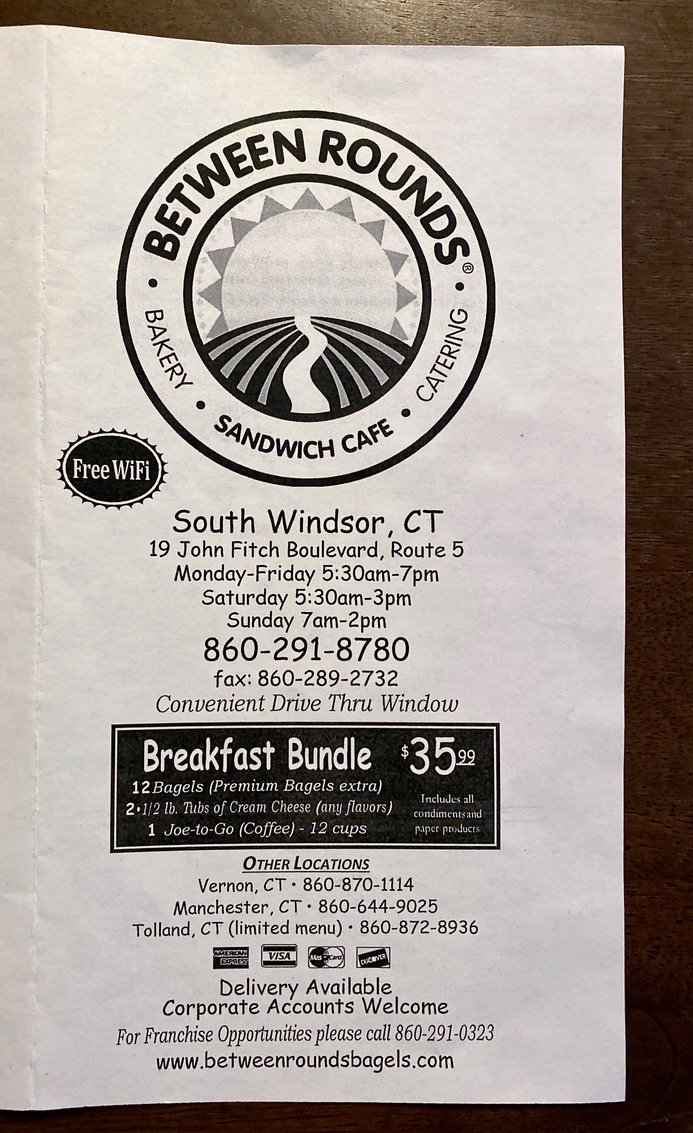 BETWEEN ROUNDS®
BAKERY • SANDWICH CAFE • CATERING
Free WiFi
South Windsor, CT
19 John Fitch Boulevard, Route 5
Monday-Friday 5:30am-7pm
Saturday 5:30am-3pm
Sunday 7am-2pm
860-291-8780
fax: 860-289-2732
Convenient Drive Thru Window
Breakfast Bundle $35.99
12 Bagels (Premium Bagels extra)
2•1/2 lb. Tubs of Cream Cheese (any flavors)
1 Joe-to-Go (Coffee) - 12 cups
Includes all
condiments and
paper products
OTHER LOCATIONS
Vernon, CT • 860-870-1114
Manchester, CT • 860-644-9025
Tolland, CT (limited menu) • 860-872-8936
AMERICAN EXPRESS VISA MasterCard DISCOVER
Delivery Available
Corporate Accounts Welcome
For Franchise Opportunities please call 860-291-0323
www.betweenroundsbagels.com